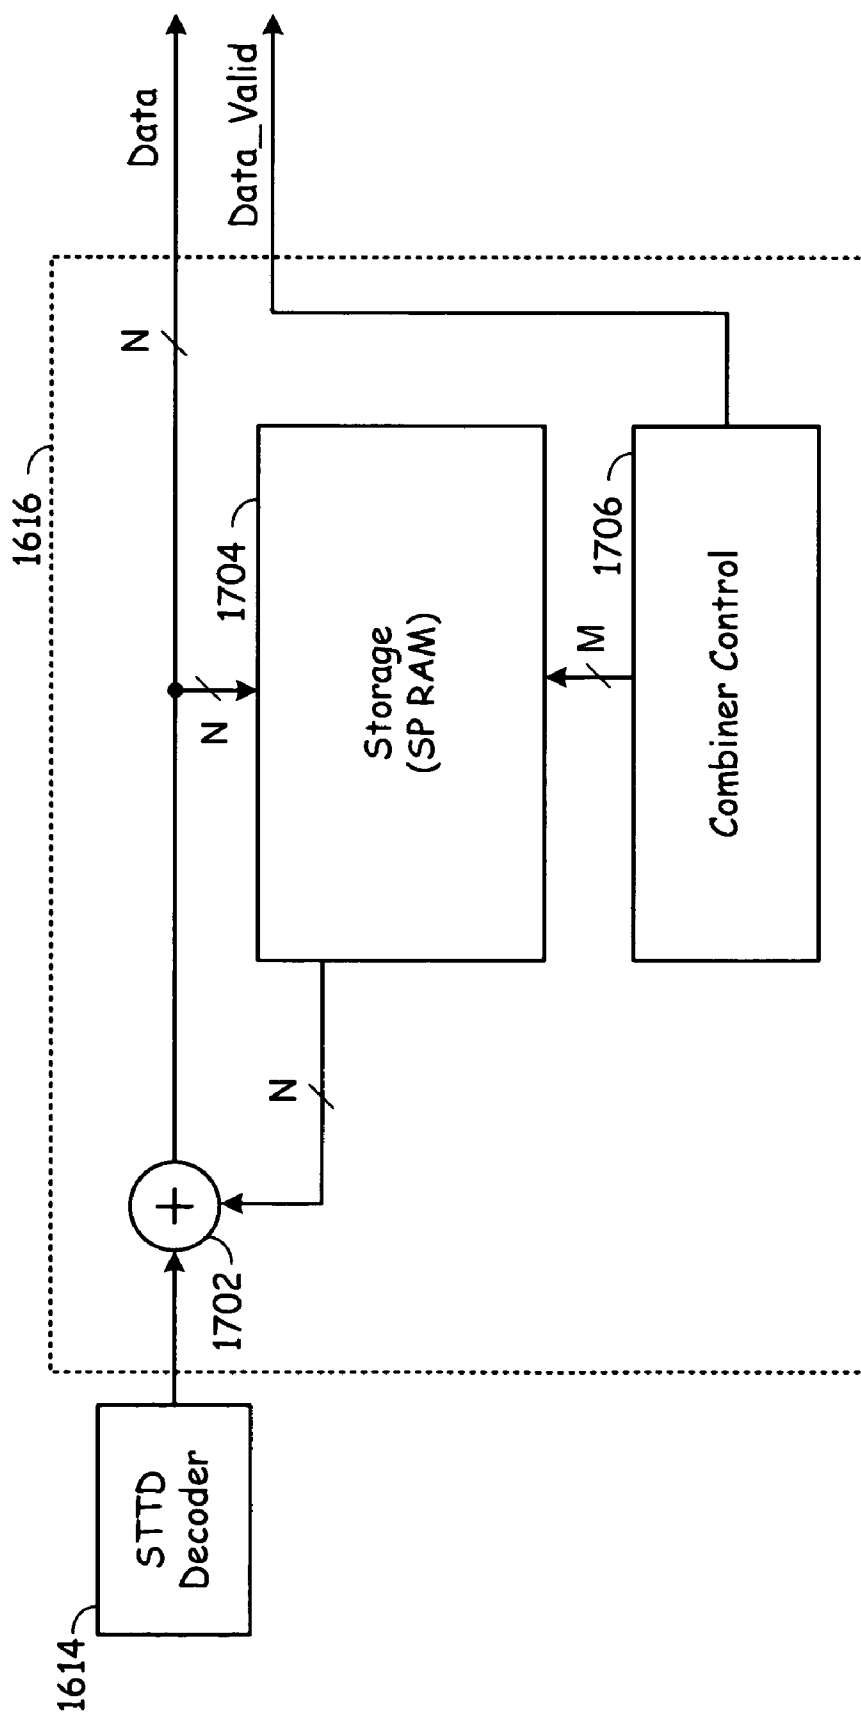 1614
STTD
Decoder
1616
1702
N
Data
Data_Valid
N
N
1704
Storage
(SP RAM)
M
1706
Combiner Control